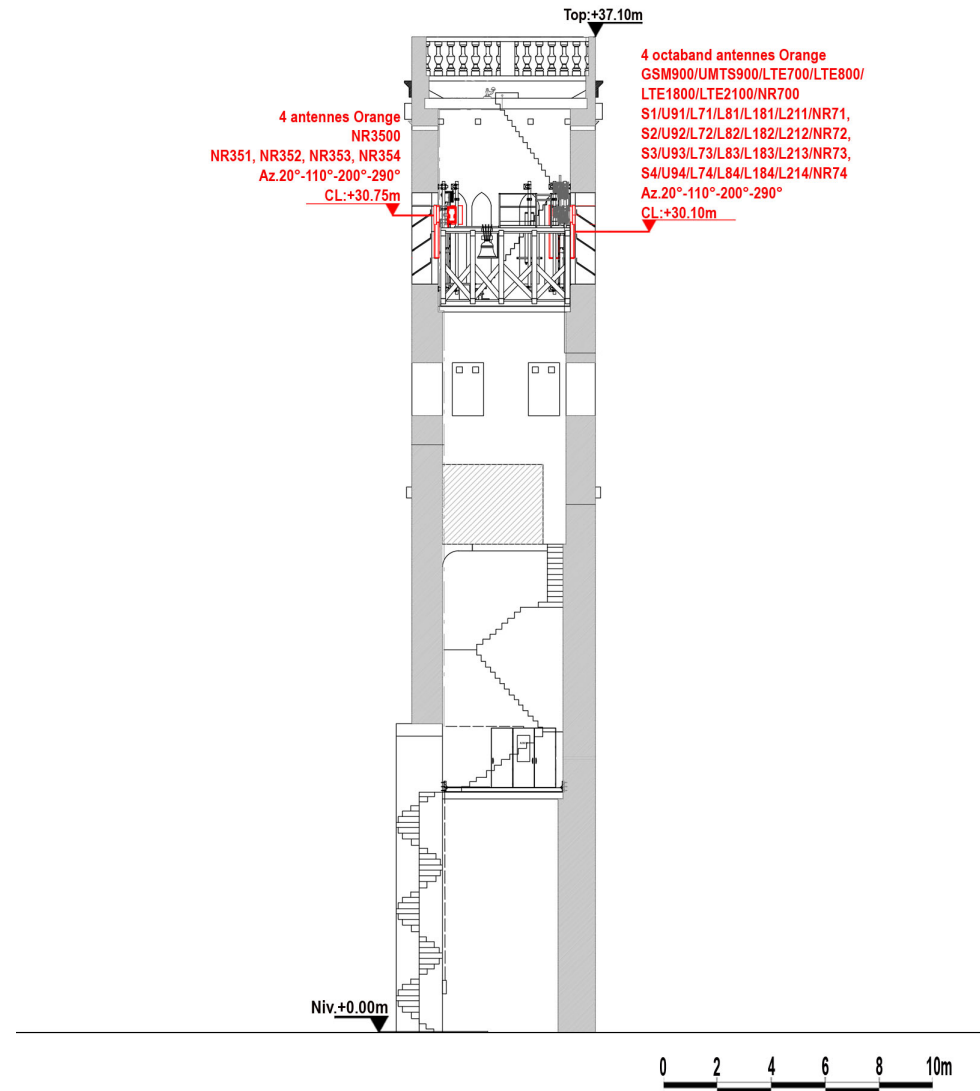 Top:+37.10m
4 octaband antennes Orange
GSM900/UMTS900/LTE700/LTE800/
LTE1800/LTE2100/NR700
S1/U91/L71/L81/L181/L211/NR71,
S2/U92/L72/L82/L182/L212/NR72,
S3/U93/L73/L83/L183/L213/NR73,
S4/U94/L74/L84/L184/L214/NR74
Az.20°-110°-200°-290°
CL:+30.10m
4 antennes Orange
NR3500
NR351, NR352, NR353, NR354
Az.20°-110°-200°-290°
CL:+30.75m
Niv.+0.00m
0 2 4 6 8 10m